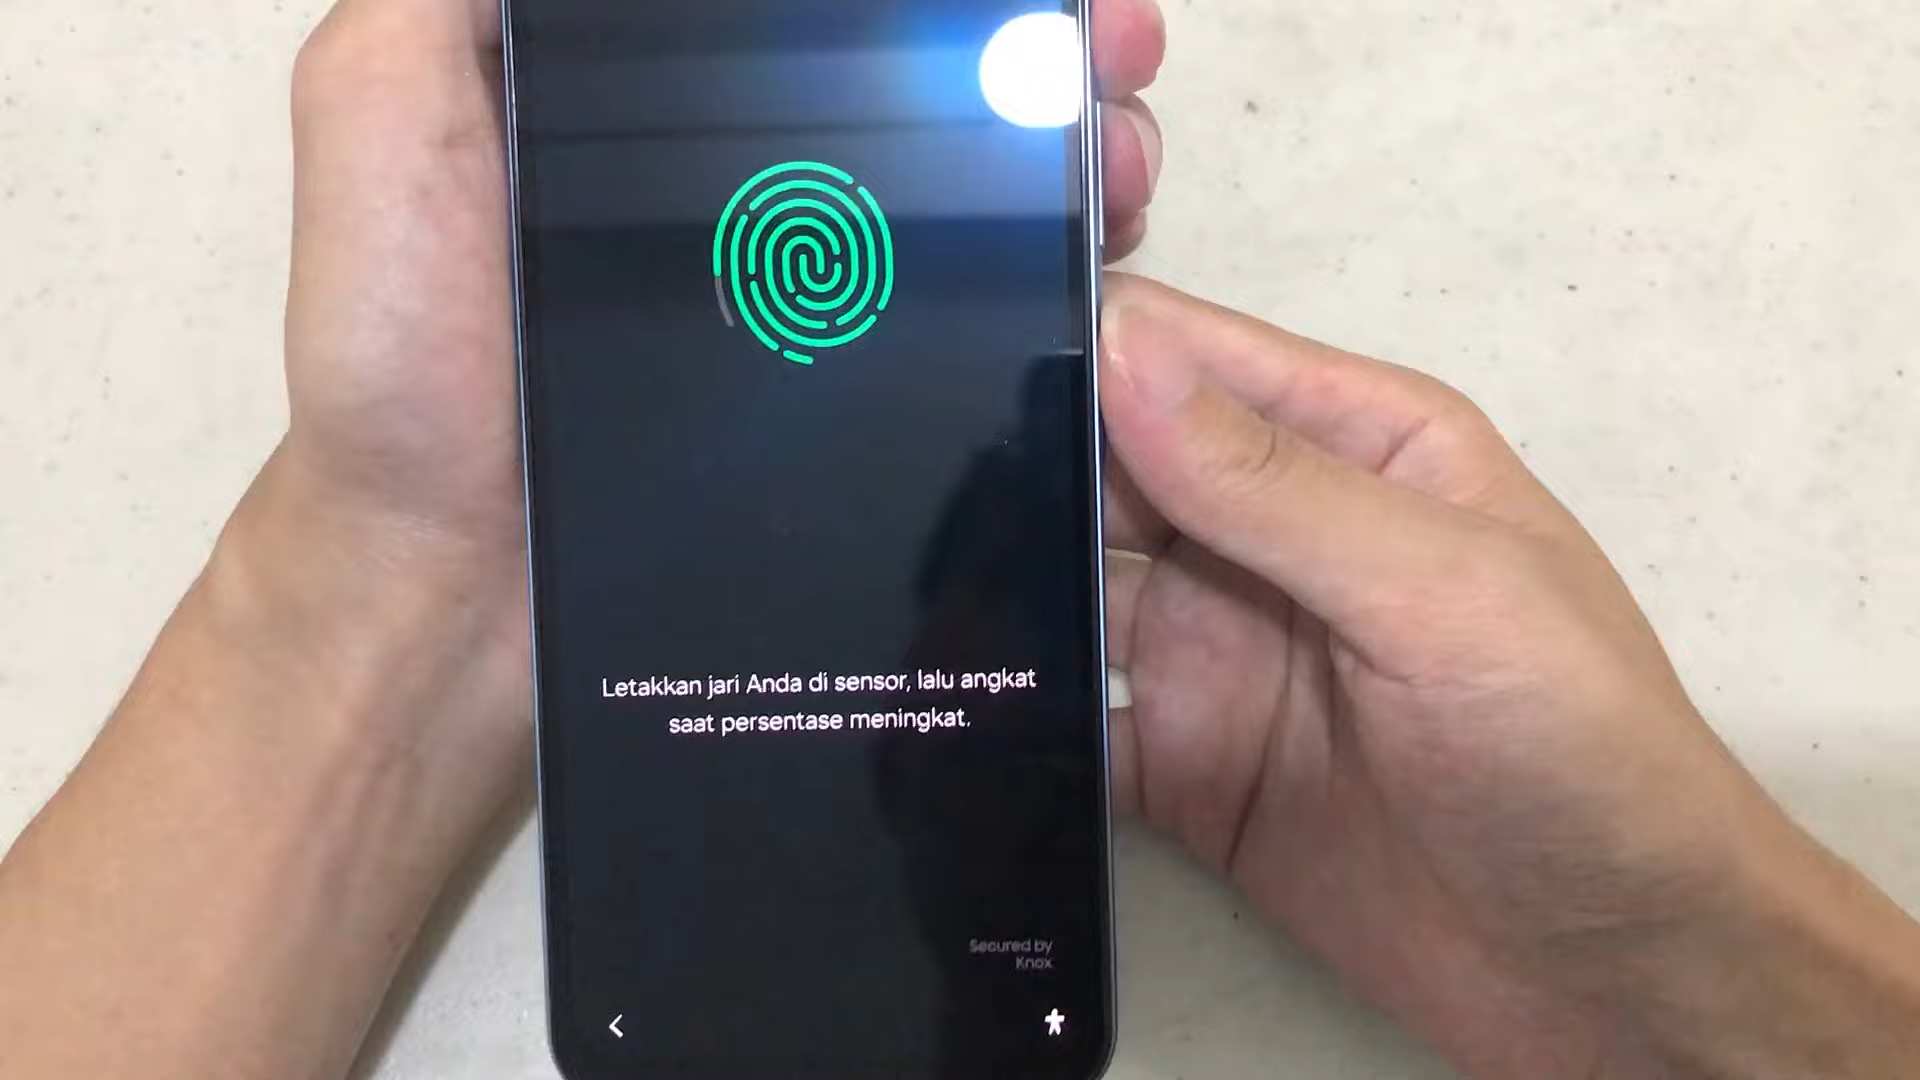 Letakkan jari Anda di sensor, lalu angkat
saat persentase meningkat.
Secured by
Knox